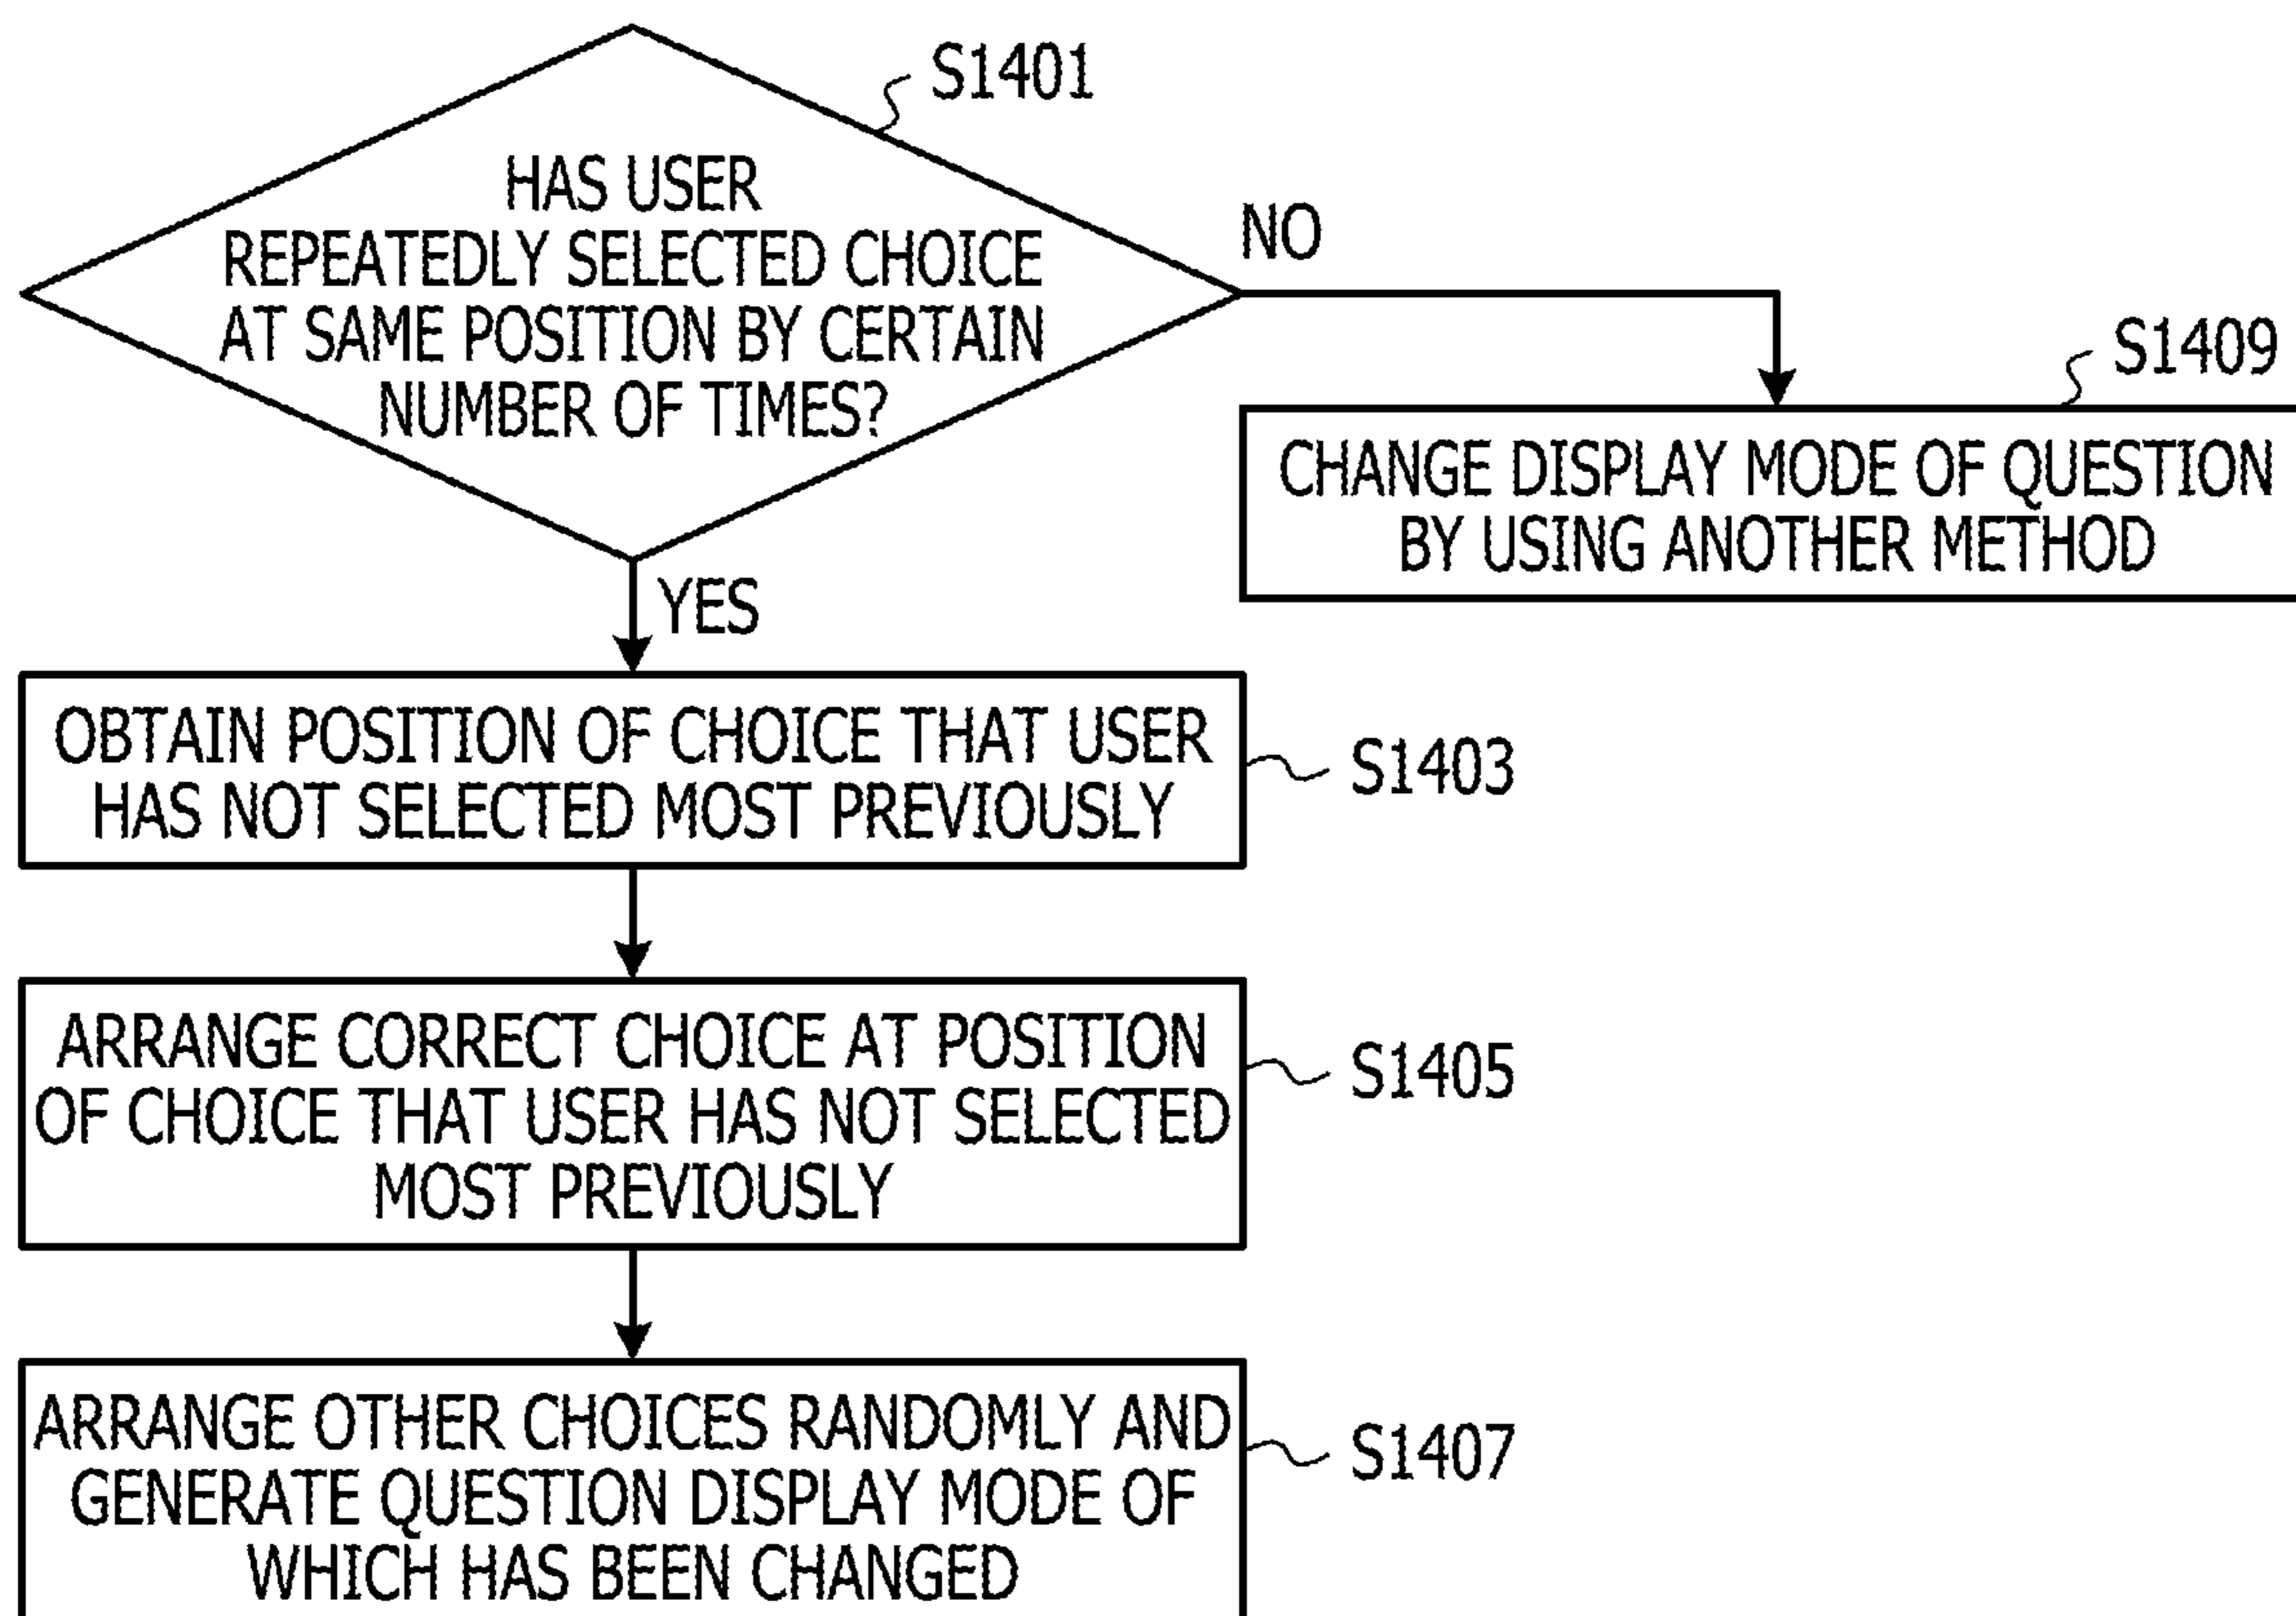 S1401
HAS USER
REPEATEDLY SELECTED CHOICE
AT SAME POSITION BY CERTAIN
NUMBER OF TIMES?
NO
S1409
CHANGE DISPLAY MODE OF QUESTION
BY USING ANOTHER METHOD
YES
OBTAIN POSITION OF CHOICE THAT USER
HAS NOT SELECTED MOST PREVIOUSLY
S1403
ARRANGE CORRECT CHOICE AT POSITION
OF CHOICE THAT USER HAS NOT SELECTED
MOST PREVIOUSLY
S1405
ARRANGE OTHER CHOICES RANDOMLY AND
GENERATE QUESTION DISPLAY MODE OF
WHICH HAS BEEN CHANGED
S1407